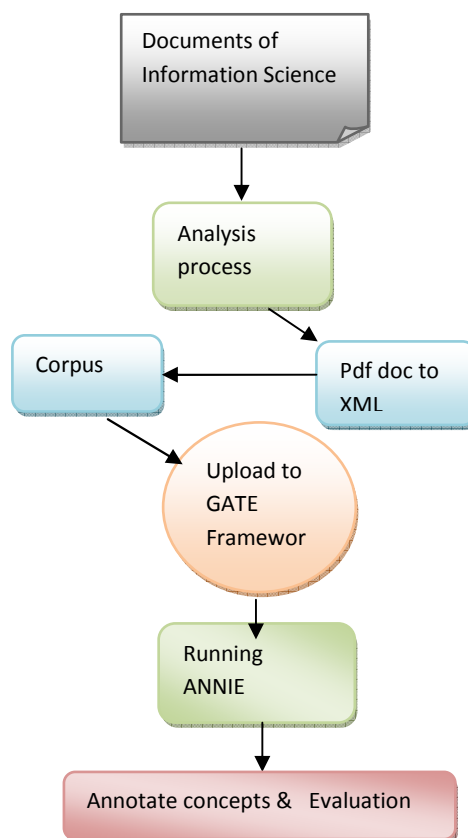 Documents of
Information Science
Analysis
process
Corpus
Pdf doc to
XML
Upload to
GATE
Framewor
Running
ANNIE
Annotate concepts & Evaluation